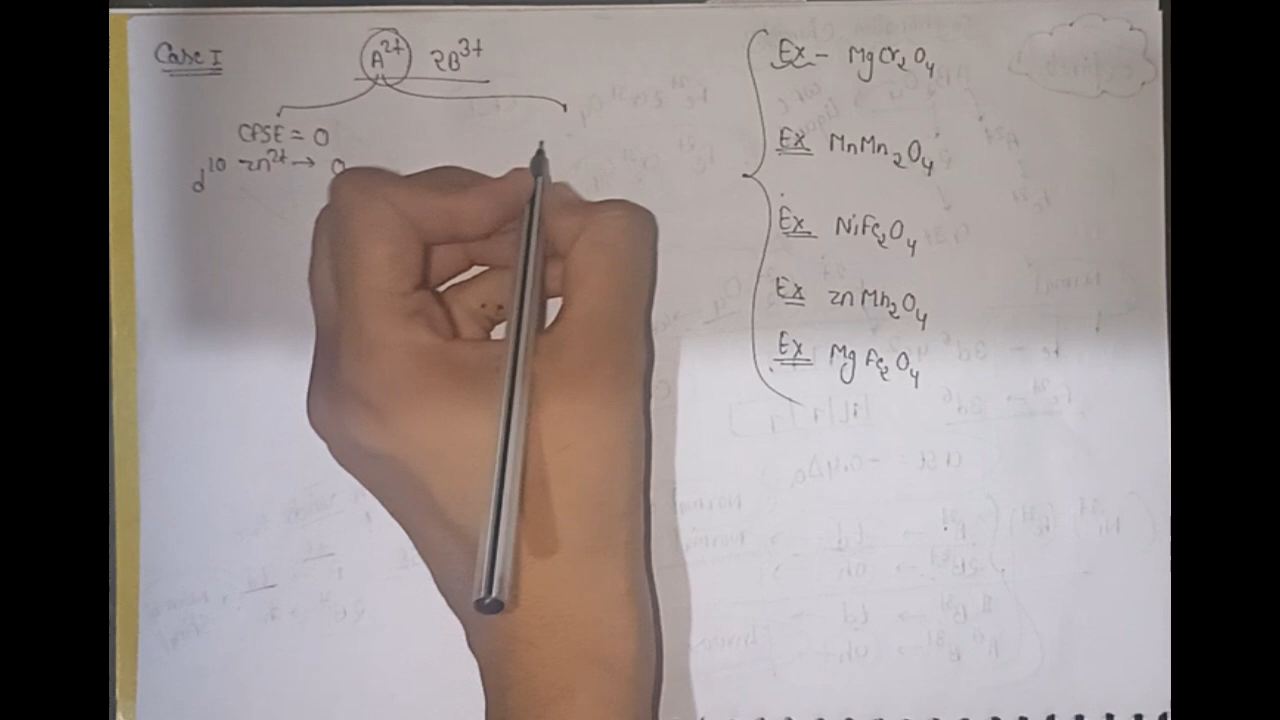 Case I
A²⁺ 2B³⁺
CFSE = 0
d¹⁰ zn²⁺ → 0
Ex - MgCr₂O₄
Ex MnMn₂O₄
Ex NiFe₂O₄
Ex znMn₂O₄
Ex MgFe₂O₄